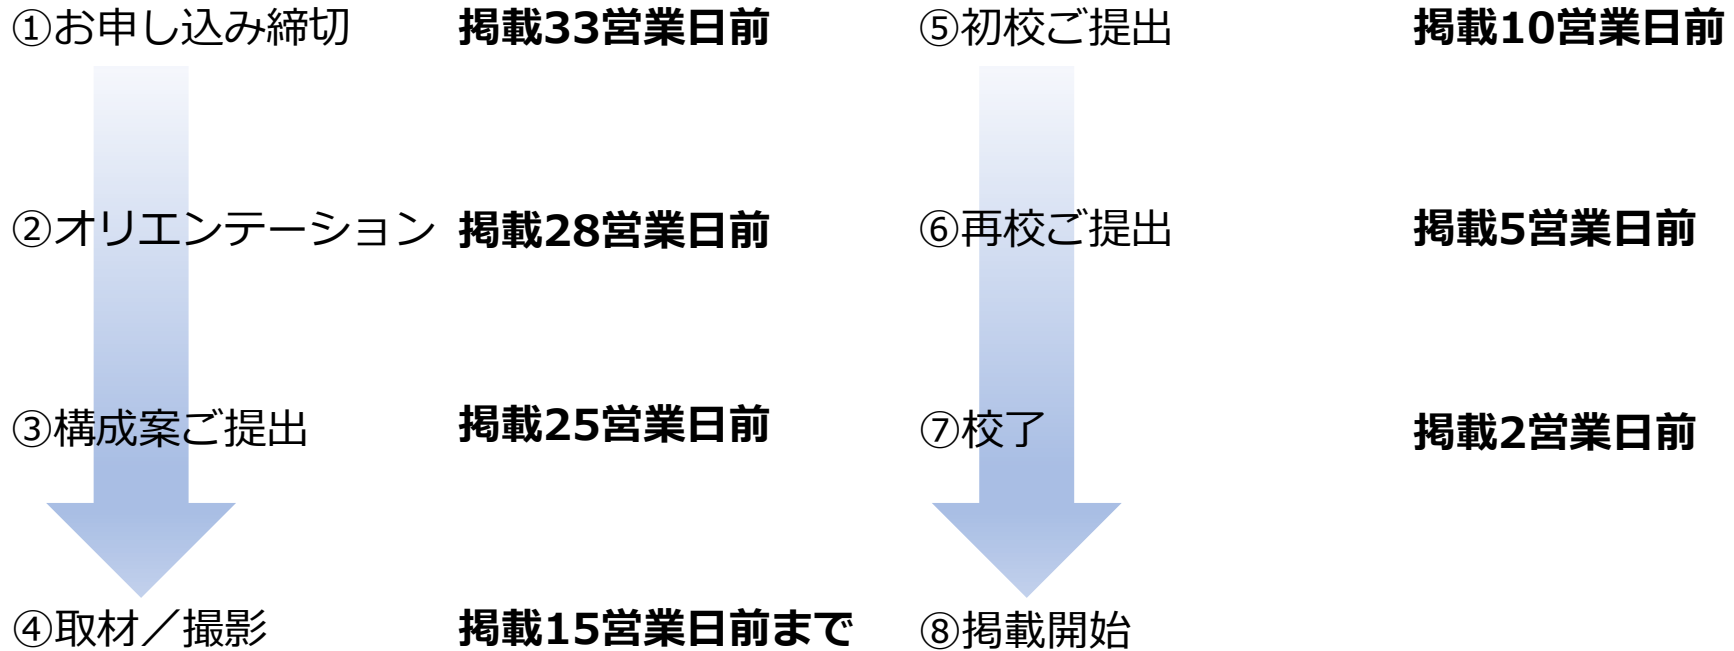 ①お申し込み締切 掲載33営業日前
②オリエンテーション 掲載28営業日前
③構成案ご提出 掲載25営業日前
④取材／撮影 掲載15営業日前まで
⑤初校ご提出 掲載10営業日前
⑥再校ご提出 掲載5営業日前
⑦校了 掲載2営業日前
⑧掲載開始